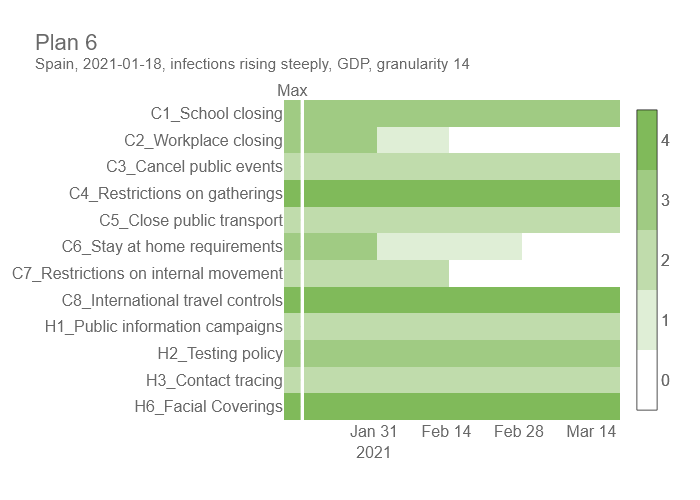 Plan 6
Spain, 2021-01-18, infections rising steeply, GDP, granularity 14
Max
C1_School closing
C2_Workplace closing
C3_Cancel public events
C4_Restrictions on gatherings
C5_Close public transport
C6_Stay at home requirements
C7_Restrictions on internal movement
C8_International travel controls
H1_Public information campaigns
H2_Testing policy
H3_Contact tracing
H6_Facial Coverings
4
3
2
1
0
Jan 31 Feb 14 Feb 28 Mar 14
2021